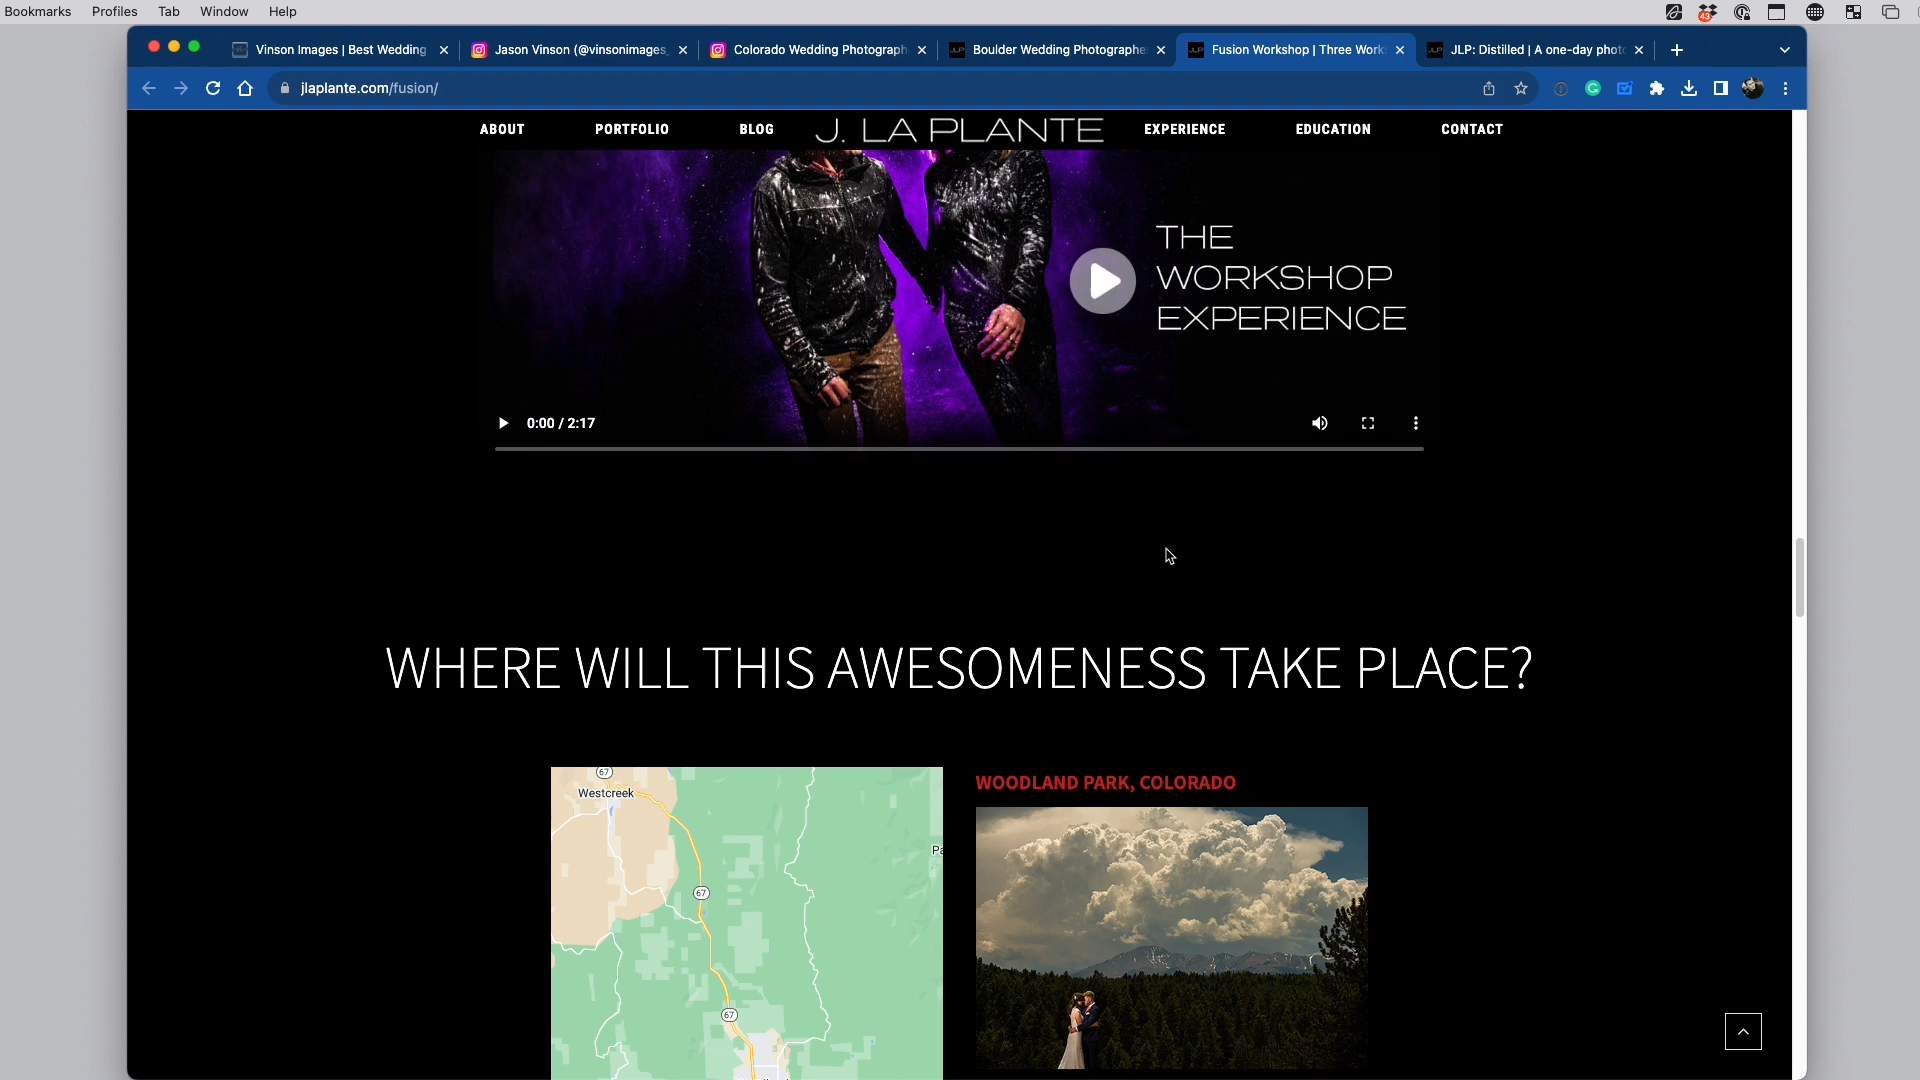 Bookmarks Profiles Tab Window Help
43
Vinson Images | Best Wedding
Jason Vinson (@vinsonimages_
Colorado Wedding Photograph
Boulder Wedding Photographe
Fusion Workshop | Three Work
JLP: Distilled | A one-day phot
jlaplante.com/fusion/
ABOUT PORTFOLIO BLOG J. LA PLANTE EXPERIENCE EDUCATION CONTACT
THE
WORKSHOP
EXPERIENCE
0:00 / 2:17
WHERE WILL THIS AWESOMENESS TAKE PLACE?
67
Westcreek
Pa
67
67
WOODLAND PARK, COLORADO